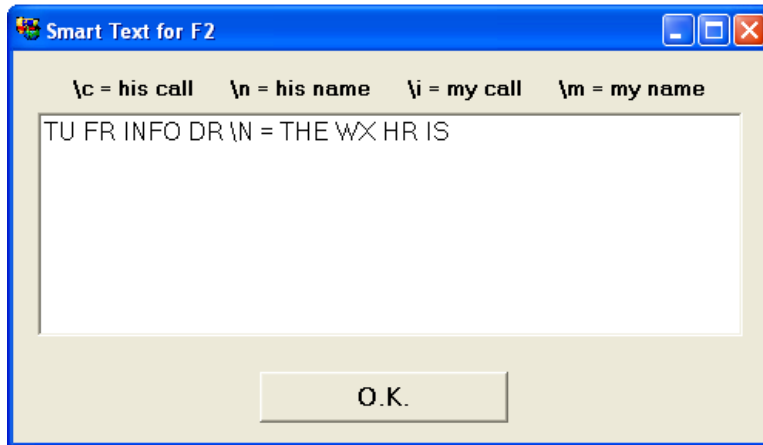 Smart Text for F2
\c = his call \n = his name \i = my call \m = my name
TU FR INFO DR \N = THE WX HR IS
O.K.